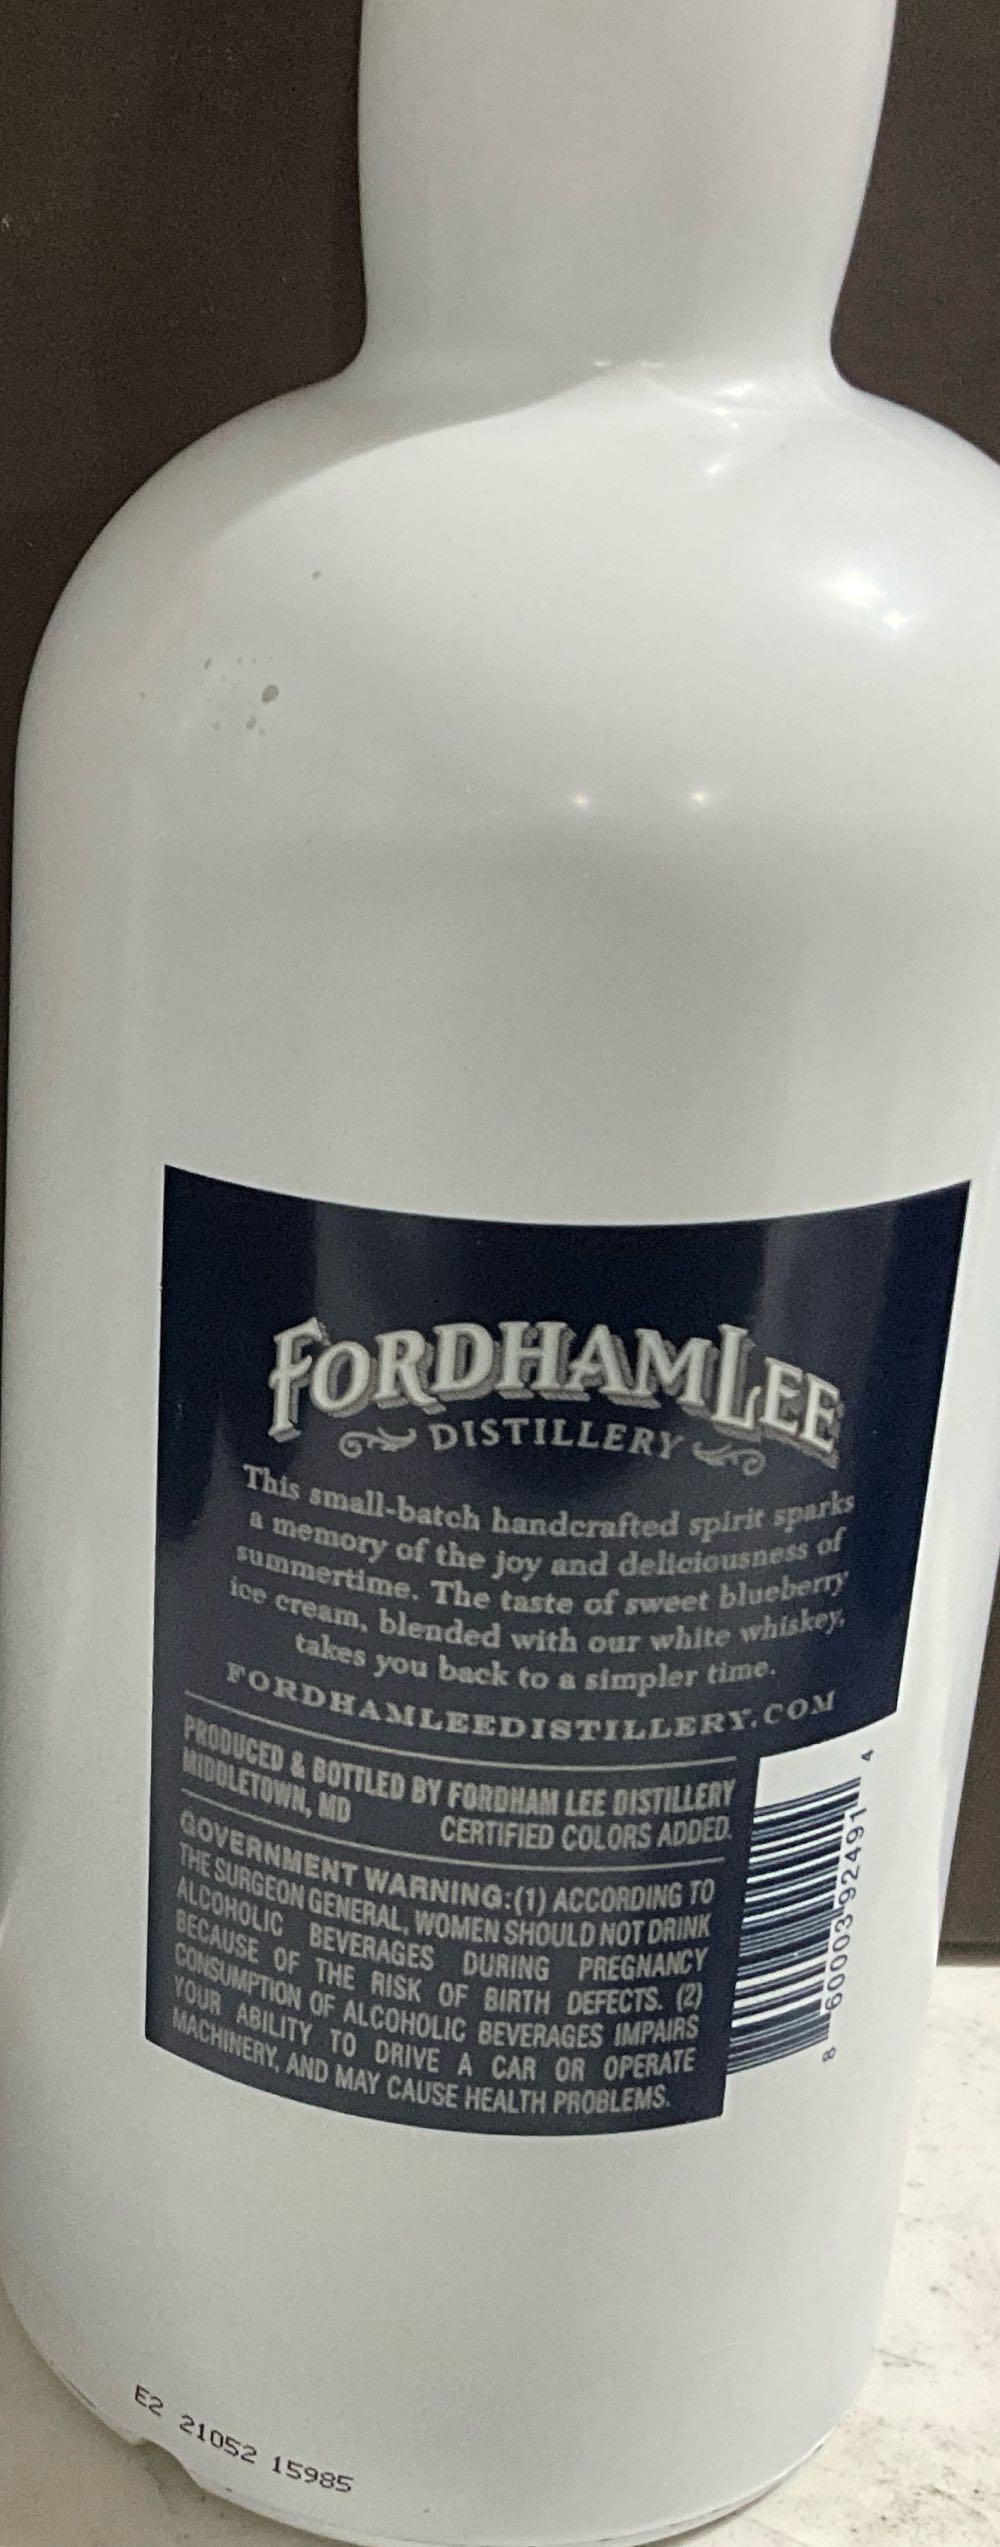 FORDHAMLEE
DISTILLERY
This small-batch handcrafted spirit sparks
a memory of the joy and deliciousness of
summertime. The taste of sweet blueberry
ice cream, blended with our white whiskey,
takes you back to a simpler time.
FORDHAMLEEDISTILLERY.COM
PRODUCED & BOTTLED BY FORDHAM LEE DISTILLERY
MIDDLETOWN, MD CERTIFIED COLORS ADDED.
GOVERNMENT WARNING:(1) ACCORDING TO
THE SURGEON GENERAL, WOMEN SHOULD NOT DRINK
ALCOHOLIC BEVERAGES DURING PREGNANCY
BECAUSE OF THE RISK OF BIRTH DEFECTS. (2)
CONSUMPTION OF ALCOHOLIC BEVERAGES IMPAIRS
YOUR ABILITY TO DRIVE A CAR OR OPERATE
MACHINERY, AND MAY CAUSE HEALTH PROBLEMS.
8 60003 92491 4
E2 21052 15985